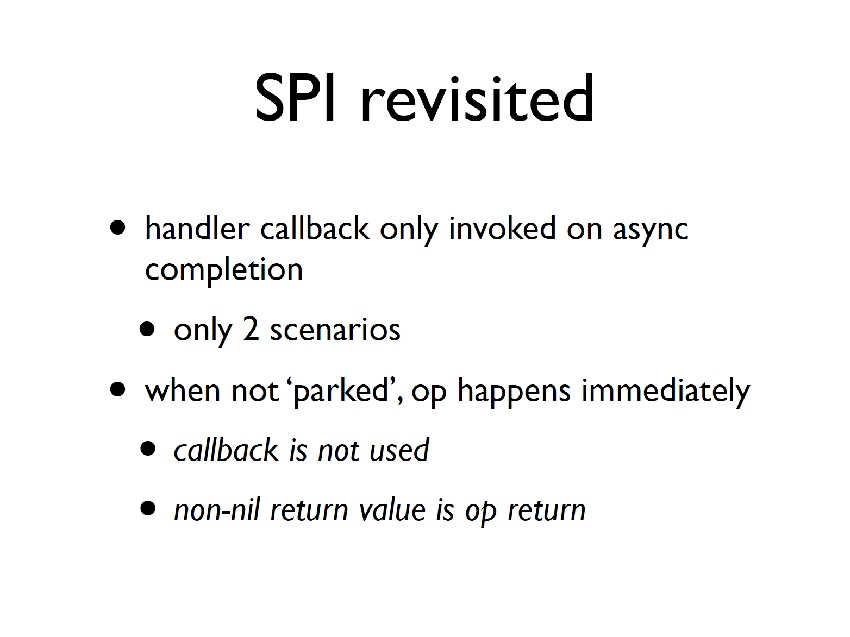 SPI revisited
• handler callback only invoked on async
completion
• only 2 scenarios
• when not ‘parked’, op happens immediately
• callback is not used
• non-nil return value is op return